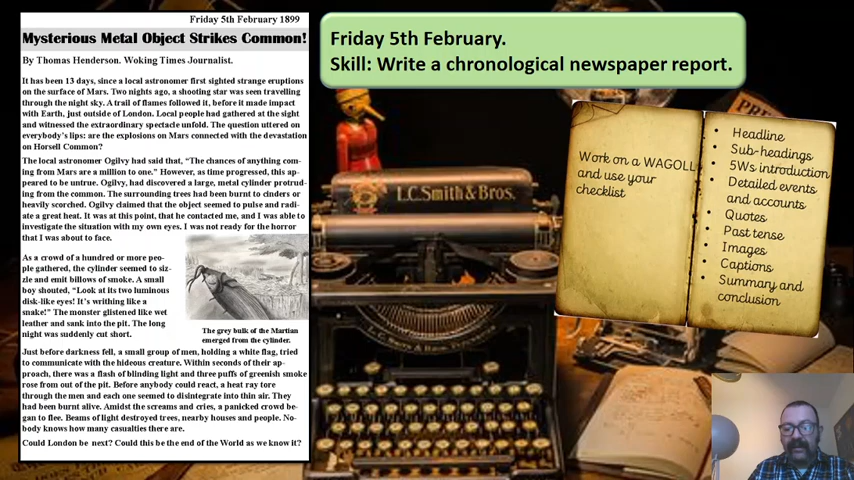 Friday 5th February 1899
Mysterious Metal Object Strikes Common!
By Thomas Henderson. Woking Times Journalist.
It has been 13 days, since a local astronomer first sighted strange eruptions
on the surface of Mars. Two nights ago, a shooting star was seen travelling
through the night sky. A trail of flames followed it, before it made impact
with Earth, just outside of London. Local people had gathered at the sight
and witnessed the extraordinary spectacle unfold. The question uttered on
everybody's lips: are the explosions on Mars connected with the devastation
on Horsell Common?
The local astronomer Ogilvy had said that, "The chances of anything com-
ing from Mars are a million to one." However, as time progressed, this ap-
peared to be untrue. Ogilvy, had discovered a large, metal cylinder protrud-
ing from the common. The surrounding trees had been burnt to cinders or
heavily scorched. Ogilvy claimed that the object seemed to pulse and radi-
ate a great heat. It was at this point, that he contacted me, and I was able to
investigate the situation with my own eyes. I was not ready for the horror
that I was about to face.
As a crowd of a hundred or more peo-
ple gathered, the cylinder seemed to siz-
zle and emit billows of smoke. A small
boy shouted, "Look at its two luminous
disk-like eyes! It's writhing like a
snake!" The monster glistened like wet
leather and sank into the pit. The long
night was suddenly cut short.
The grey bulk of the Martian
emerged from the cylinder.
Just before darkness fell, a small group of men, holding a white flag, tried
to communicate with the hideous creature. Within seconds of their ap-
proach, there was a flash of blinding light and three puffs of greenish smoke
rose from out of the pit. Before anybody could react, a heat ray tore
through the men and each one seemed to disintegrate into thin air. They
had been burnt alive. Amidst the screams and cries, a panicked crowd be-
gan to flee. Beams of light destroyed trees, nearby houses and people. No-
body knows how many casualties there are.
Could London be next? Could this be the end of the World as we know it?
Friday 5th February.
Skill: Write a chronological newspaper report.
L.C. Smith & Bros.
Work on a WAGOLL
and use your
checklist
• Headline
• Sub-headings
• 5Ws introduction
• Detailed events
and accounts
• Quotes
• Past tense
• Images
• Captions
• Summary and
conclusion